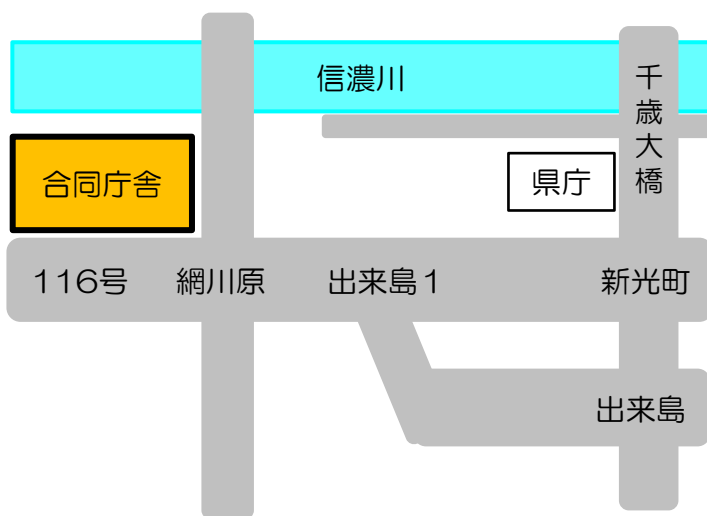 信濃川
千歳大橋
合同庁舎
県庁
116号
網川原
出来島1
新光町
出来島